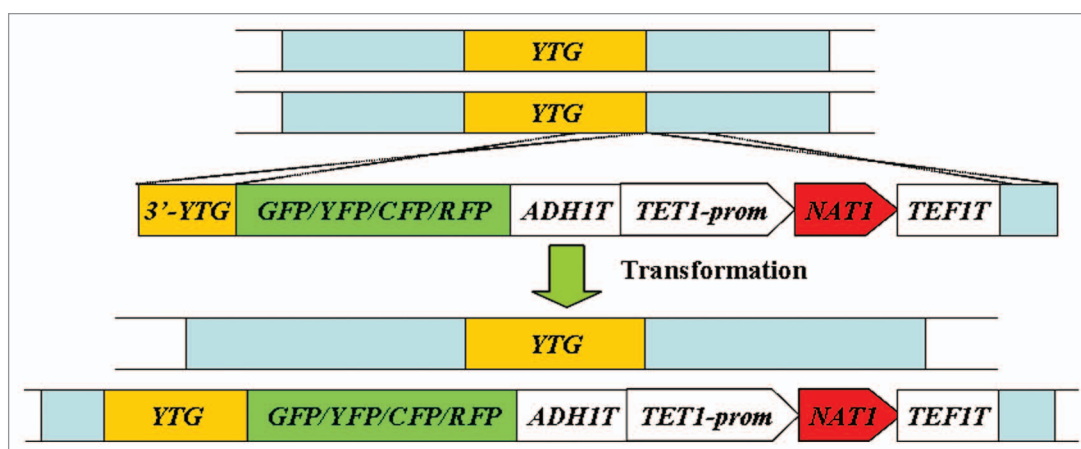 YTG
YTG
3'-YTG GFP/YFP/CFP/RFP ADH1T TET1-prom NAT1 TEF1T
Transformation
YTG
YTG GFP/YFP/CFP/RFP ADH1T TET1-prom NAT1 TEF1T